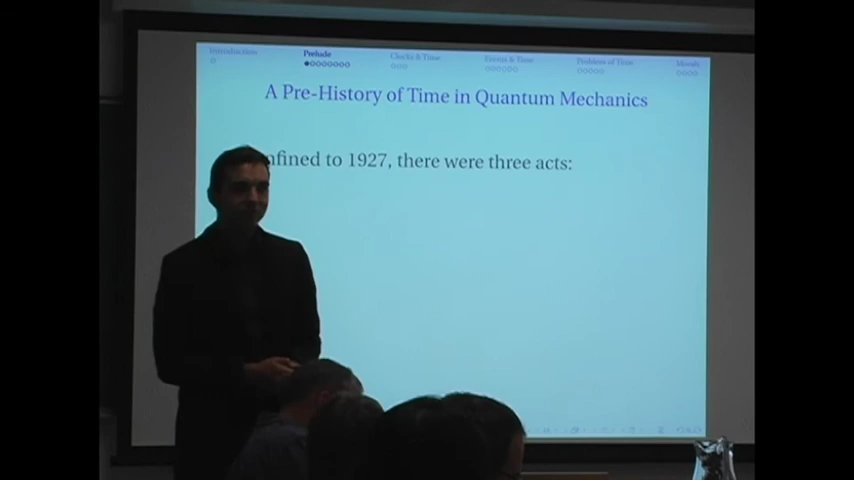 Introduction Prelude Clocks & Time Events & Time Problem of Time Morals
A Pre-History of Time in Quantum Mechanics
nfined to 1927, there were three acts: